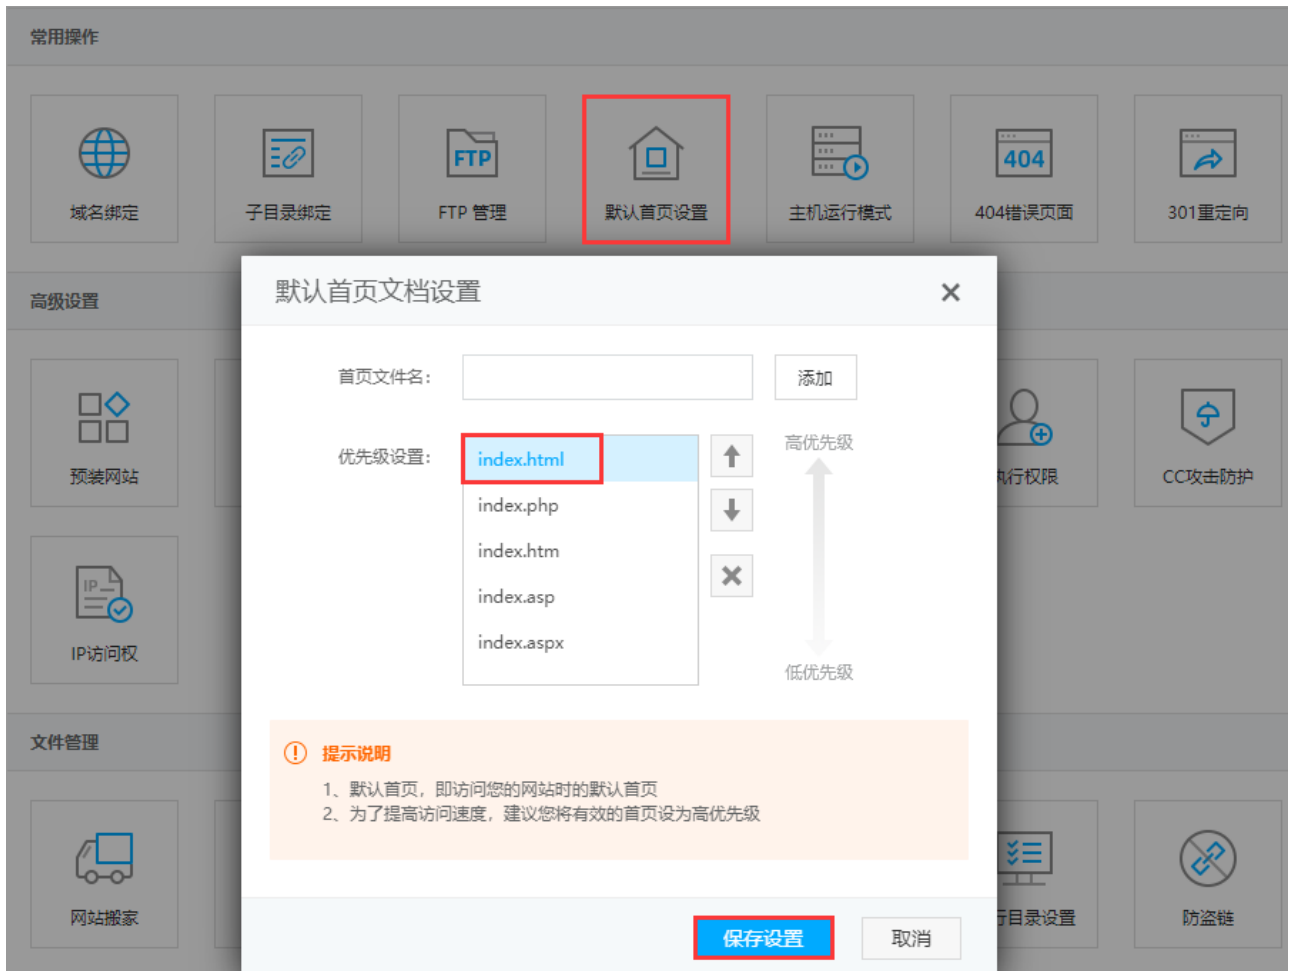 常用操作
FTP
404
域名绑定
子目录绑定
FTP 管理
默认首页设置
主机运行模式
404错误页面
301重定向
高级设置
默认首页文档设置
首页文件名：
添加
优先级设置：
index.html
index.php
index.htm
index.asp
index.aspx
高优先级
低优先级
预装网站
执行权限
CC攻击防护
IP
IP访问权
提示说明
1、默认首页，即访问您的网站时的默认首页
2、为了提高访问速度，建议您将有效的首页设为高优先级
文件管理
网站搬家
行目录设置
防盗链
保存设置
取消